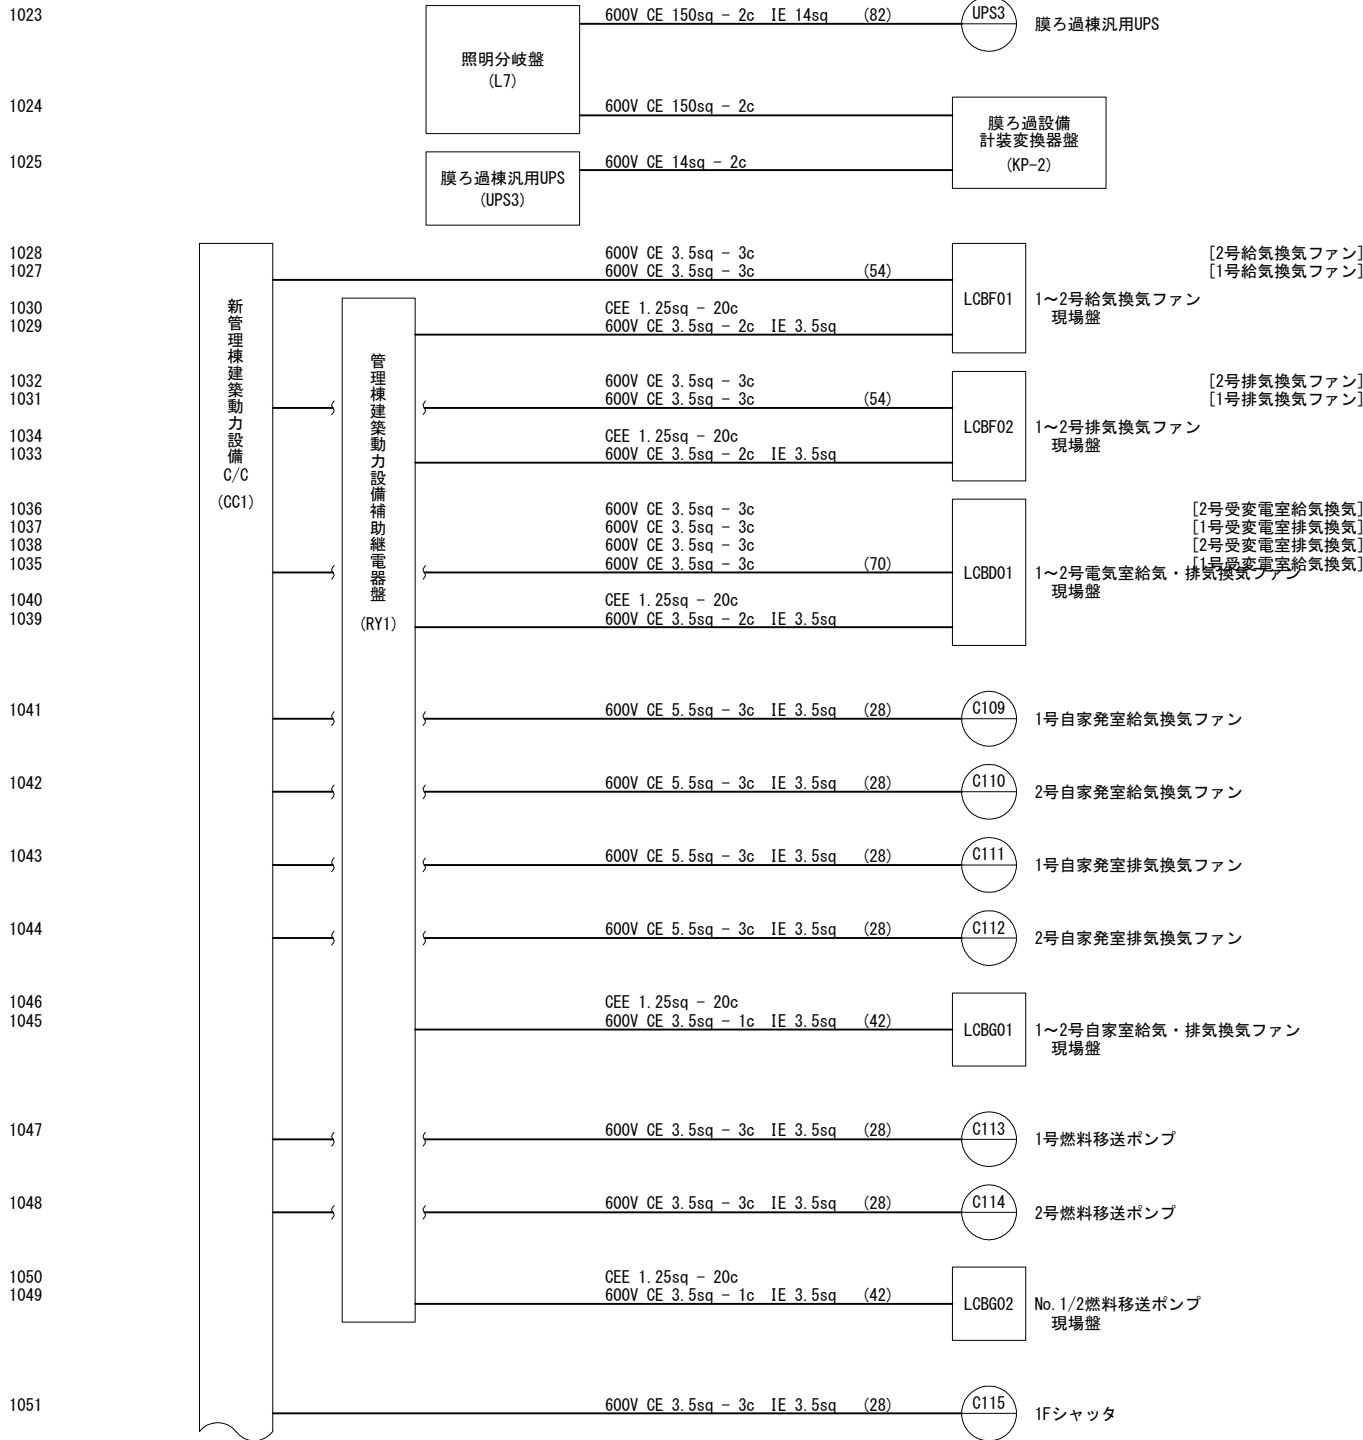 1023
600V CE 150sq - 2c IE 14sq (82)
UPS3
膜ろ過棟汎用UPS
照明分岐盤
(L7)
1024
600V CE 150sq - 2c
膜ろ過設備
計装変換器盤
(KP-2)
1025
600V CE 14sq - 2c
膜ろ過棟汎用UPS
(UPS3)
新管理棟建築動力設備
C/C
(CC1)
管理棟建築動力設備補助継電器盤
(RY1)
1028
600V CE 3.5sq - 3c
[2号給気換気ファン]
1027
600V CE 3.5sq - 3c (54)
[1号給気換気ファン]
LCBF01
1～2号給気換気ファン
現場盤
1030
CEE 1.25sq - 20c
1029
600V CE 3.5sq - 2c IE 3.5sq
1032
600V CE 3.5sq - 3c
[2号排気換気ファン]
1031
600V CE 3.5sq - 3c (54)
[1号排気換気ファン]
LCBF02
1～2号排気換気ファン
現場盤
1034
CEE 1.25sq - 20c
1033
600V CE 3.5sq - 2c IE 3.5sq
1036
600V CE 3.5sq - 3c
[2号受変電室給気換気]
1037
600V CE 3.5sq - 3c
[1号受変電室排気換気]
1038
600V CE 3.5sq - 3c
[2号受変電室排気換気]
1035
600V CE 3.5sq - 3c (70)
[1号受変電室給気換気]
LCBD01
1～2号電気室給気・排気換気ファン
現場盤
1040
CEE 1.25sq - 20c
1039
600V CE 3.5sq - 2c IE 3.5sq
1041
600V CE 5.5sq - 3c IE 3.5sq (28)
C109
1号自家発室給気換気ファン
1042
600V CE 5.5sq - 3c IE 3.5sq (28)
C110
2号自家発室給気換気ファン
1043
600V CE 5.5sq - 3c IE 3.5sq (28)
C111
1号自家発室排気換気ファン
1044
600V CE 5.5sq - 3c IE 3.5sq (28)
C112
2号自家発室排気換気ファン
1046
CEE 1.25sq - 20c
1045
600V CE 3.5sq - 1c IE 3.5sq (42)
LCBG01
1～2号自家室給気・排気換気ファン
現場盤
1047
600V CE 3.5sq - 3c IE 3.5sq (28)
C113
1号燃料移送ポンプ
1048
600V CE 3.5sq - 3c IE 3.5sq (28)
C114
2号燃料移送ポンプ
1050
CEE 1.25sq - 20c
1049
600V CE 3.5sq - 1c IE 3.5sq (42)
LCBG02
No.1/2燃料移送ポンプ
現場盤
1051
600V CE 3.5sq - 3c IE 3.5sq (28)
C115
1Fシャッタ